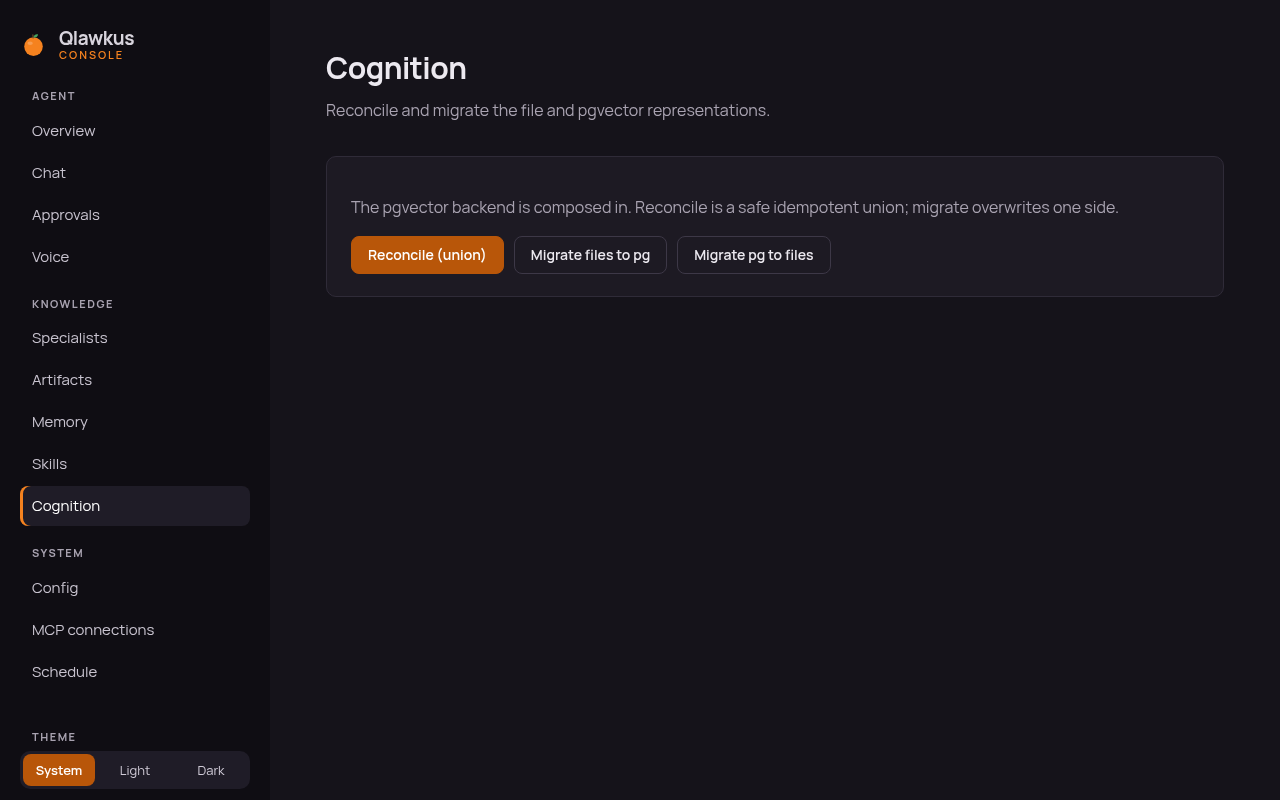 Qlawkus
CONSOLE
AGENT
Overview
Chat
Approvals
Voice
KNOWLEDGE
Specialists
Artifacts
Memory
Skills
Cognition
SYSTEM
Config
MCP connections
Schedule
THEME
System Light Dark
Cognition
Reconcile and migrate the file and pgvector representations.
The pgvector backend is composed in. Reconcile is a safe idempotent union; migrate overwrites one side.
Reconcile (union) Migrate files to pg Migrate pg to files